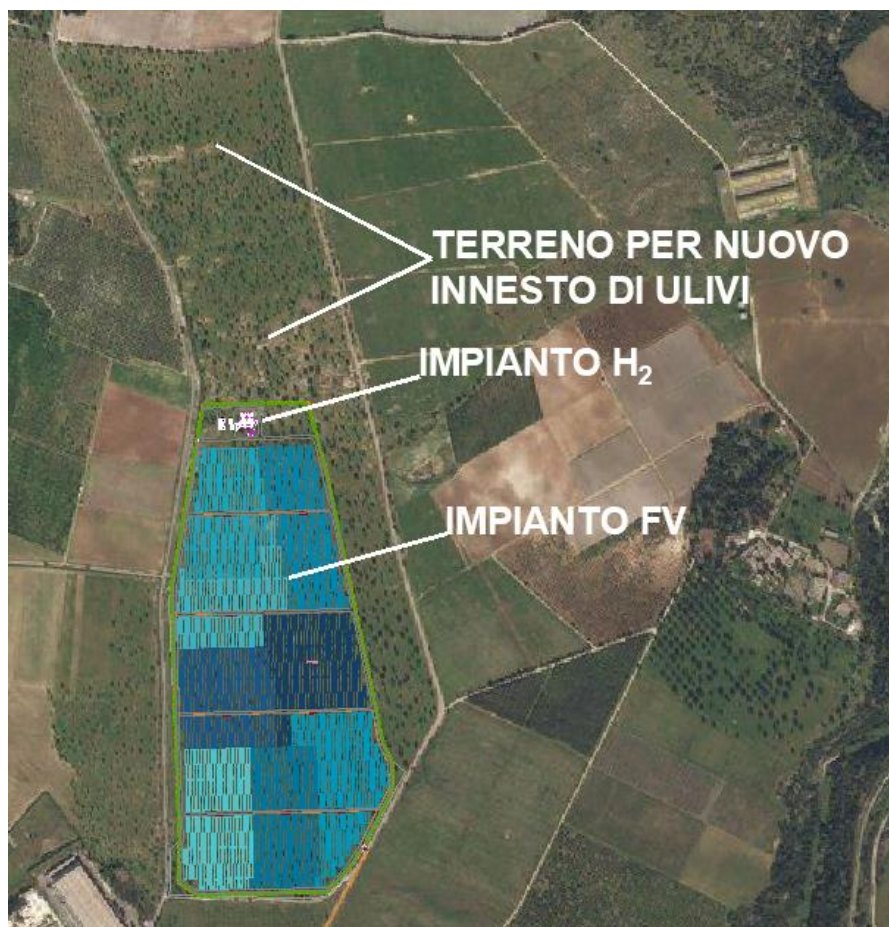 TERRENO PER NUOVO
INNESTO DI ULIVI
IMPIANTO H₂
IMPIANTO FV